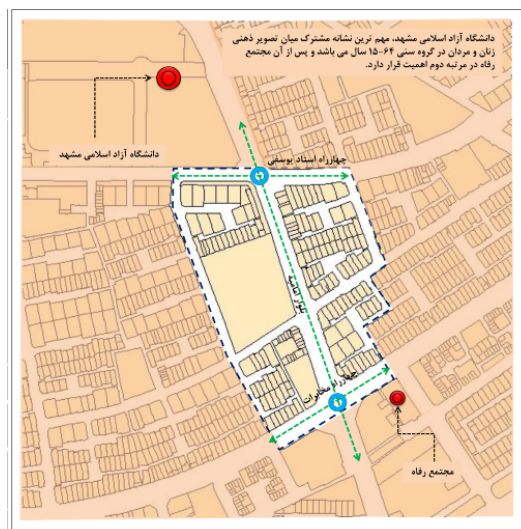 دانشگاه آزاد اسلامی مشهد، مهم ترین نشانه مشترک میان تصویر ذهنی
زنان و مردان در گروه سنی ۶۴-۱۵ سال می باشد و پس از آن مجتمع
رفاه در مرتبه دوم اهمیت قرار دارد.
دانشگاه آزاد اسلامی مشهد
چهارراه استاد یوسفی
بلوار امامیه
چهارراه مخابرات
مجتمع رفاه